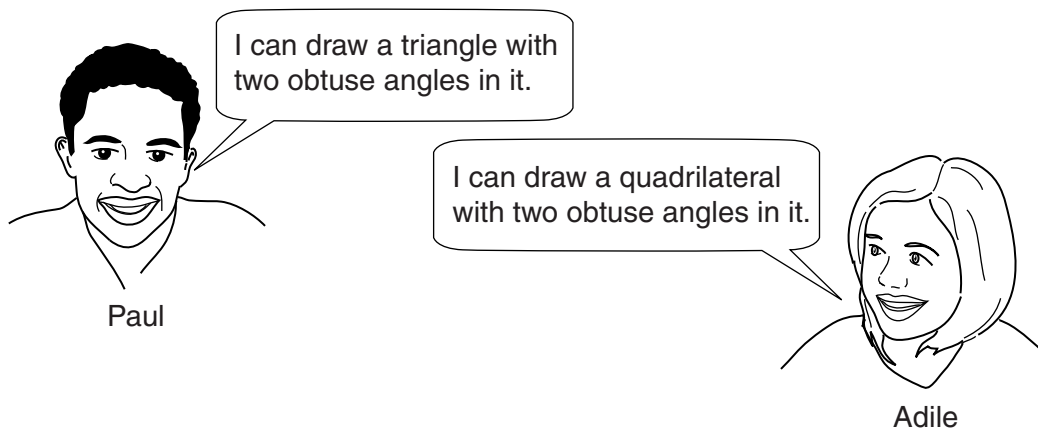 I can draw a triangle with
two obtuse angles in it.
Paul
I can draw a quadrilateral
with two obtuse angles in it.
Adile